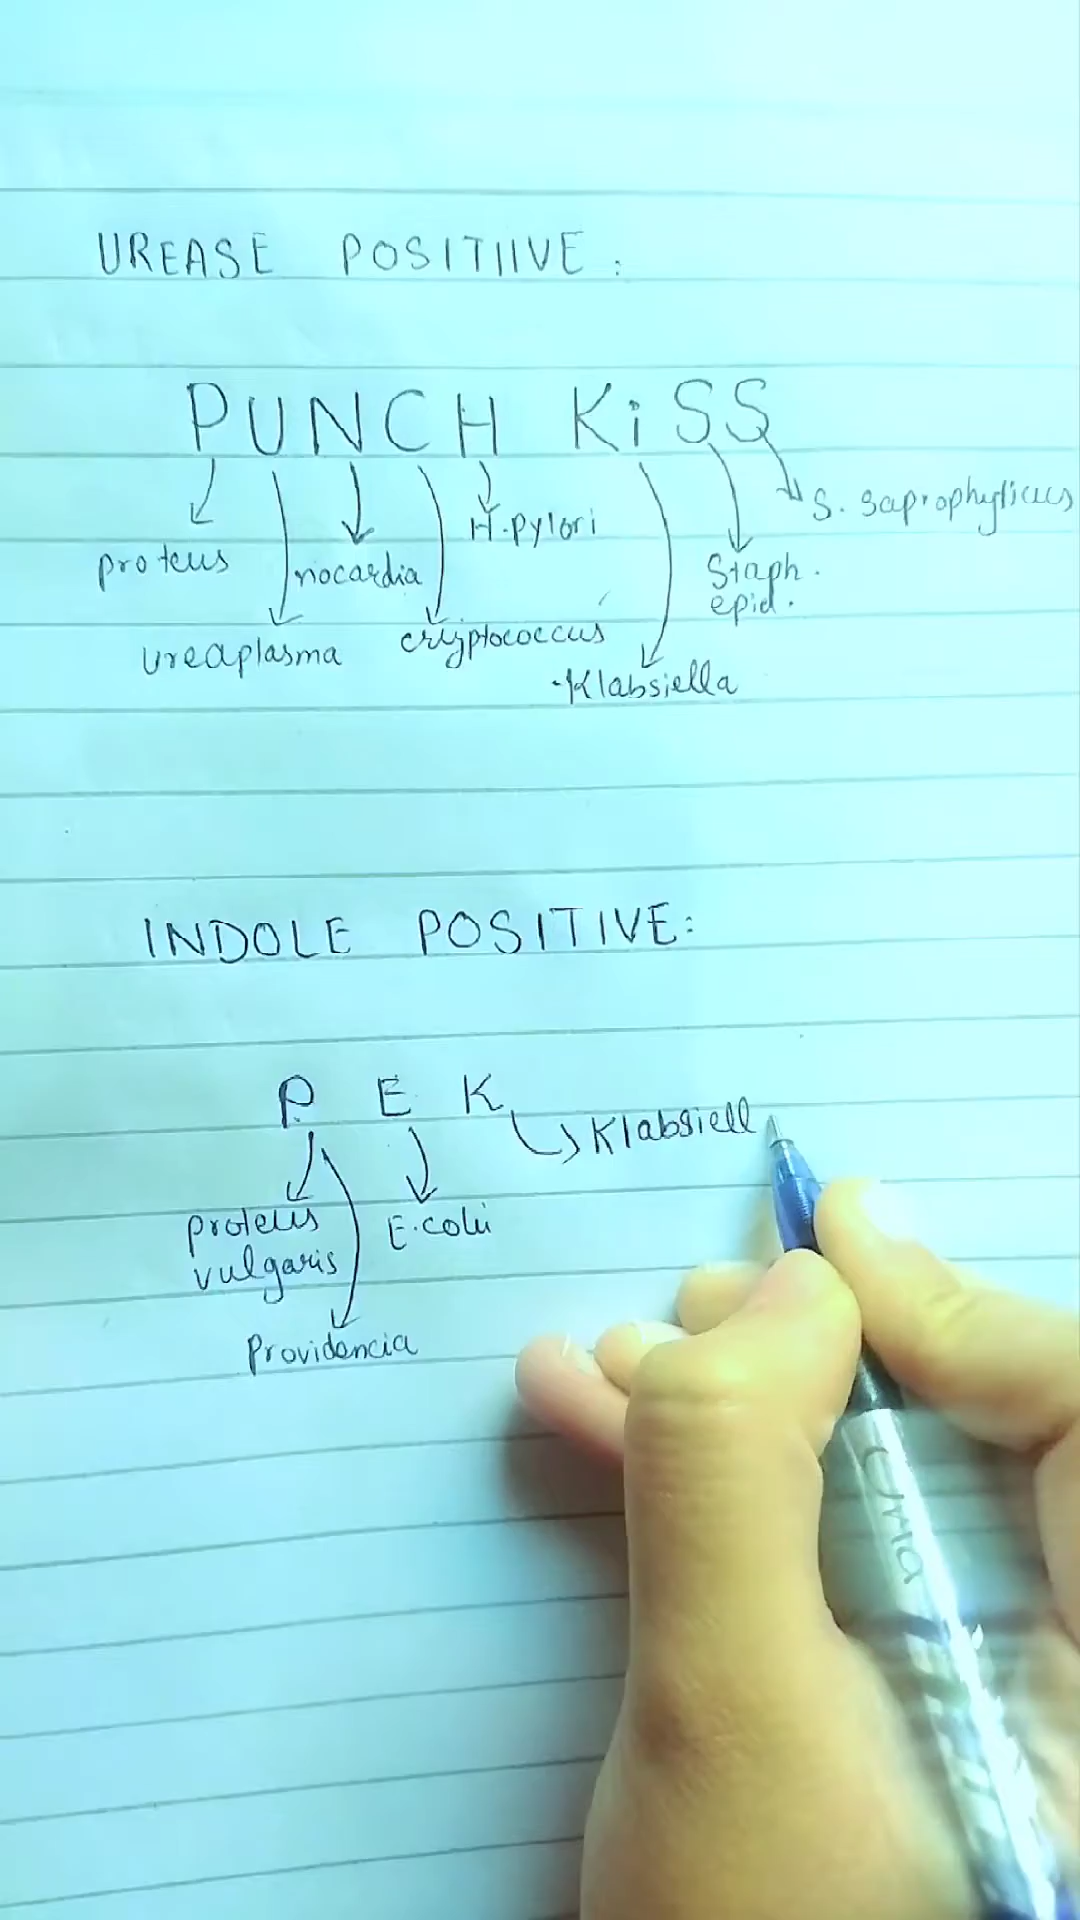 UREASE POSITIIVE :
PUNCH KiSS
S. saprophyticus
H.pylori
proteus
nocardia
Staph.
epid.
ureaplasma
cryptococcus
Klabsiella
INDOLE POSITIVE:
P E K
Klabsiell
proteus
vulgaris
E.coli
Providencia